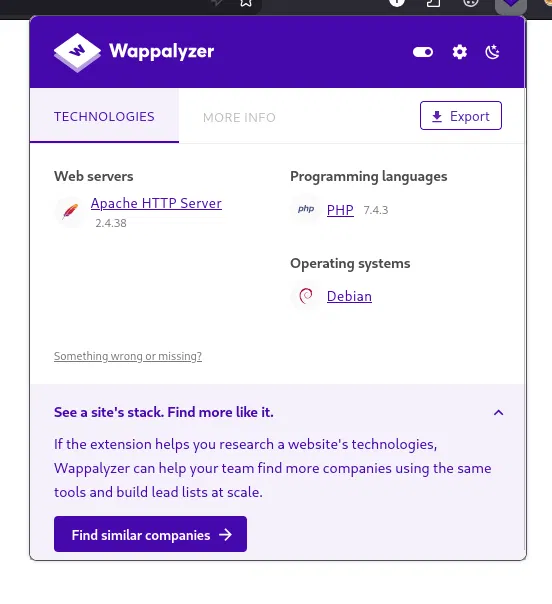 Wappalyzer
TECHNOLOGIES
MORE INFO
Export
Web servers
Apache HTTP Server
2.4.38
Programming languages
php
PHP 7.4.3
Operating systems
Debian
Something wrong or missing?
See a site's stack. Find more like it.
If the extension helps you research a website's technologies,
Wappalyzer can help your team find more companies using the same
tools and build lead lists at scale.
Find similar companies